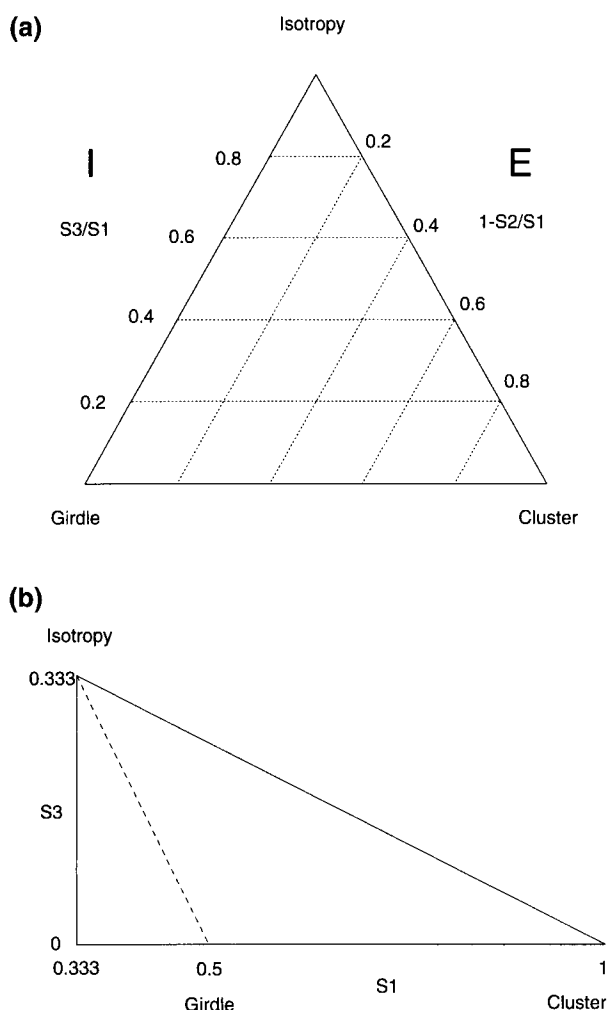 (a)
Isotropy
0.2
0.8
I
E
S3/S1
1-S2/S1
0.4
0.6
0.6
0.4
0.8
0.2
Girdle
Cluster
(b)
Isotropy
0.333
S3
0
0.333
0.5
S1
1
Girdle
Cluster